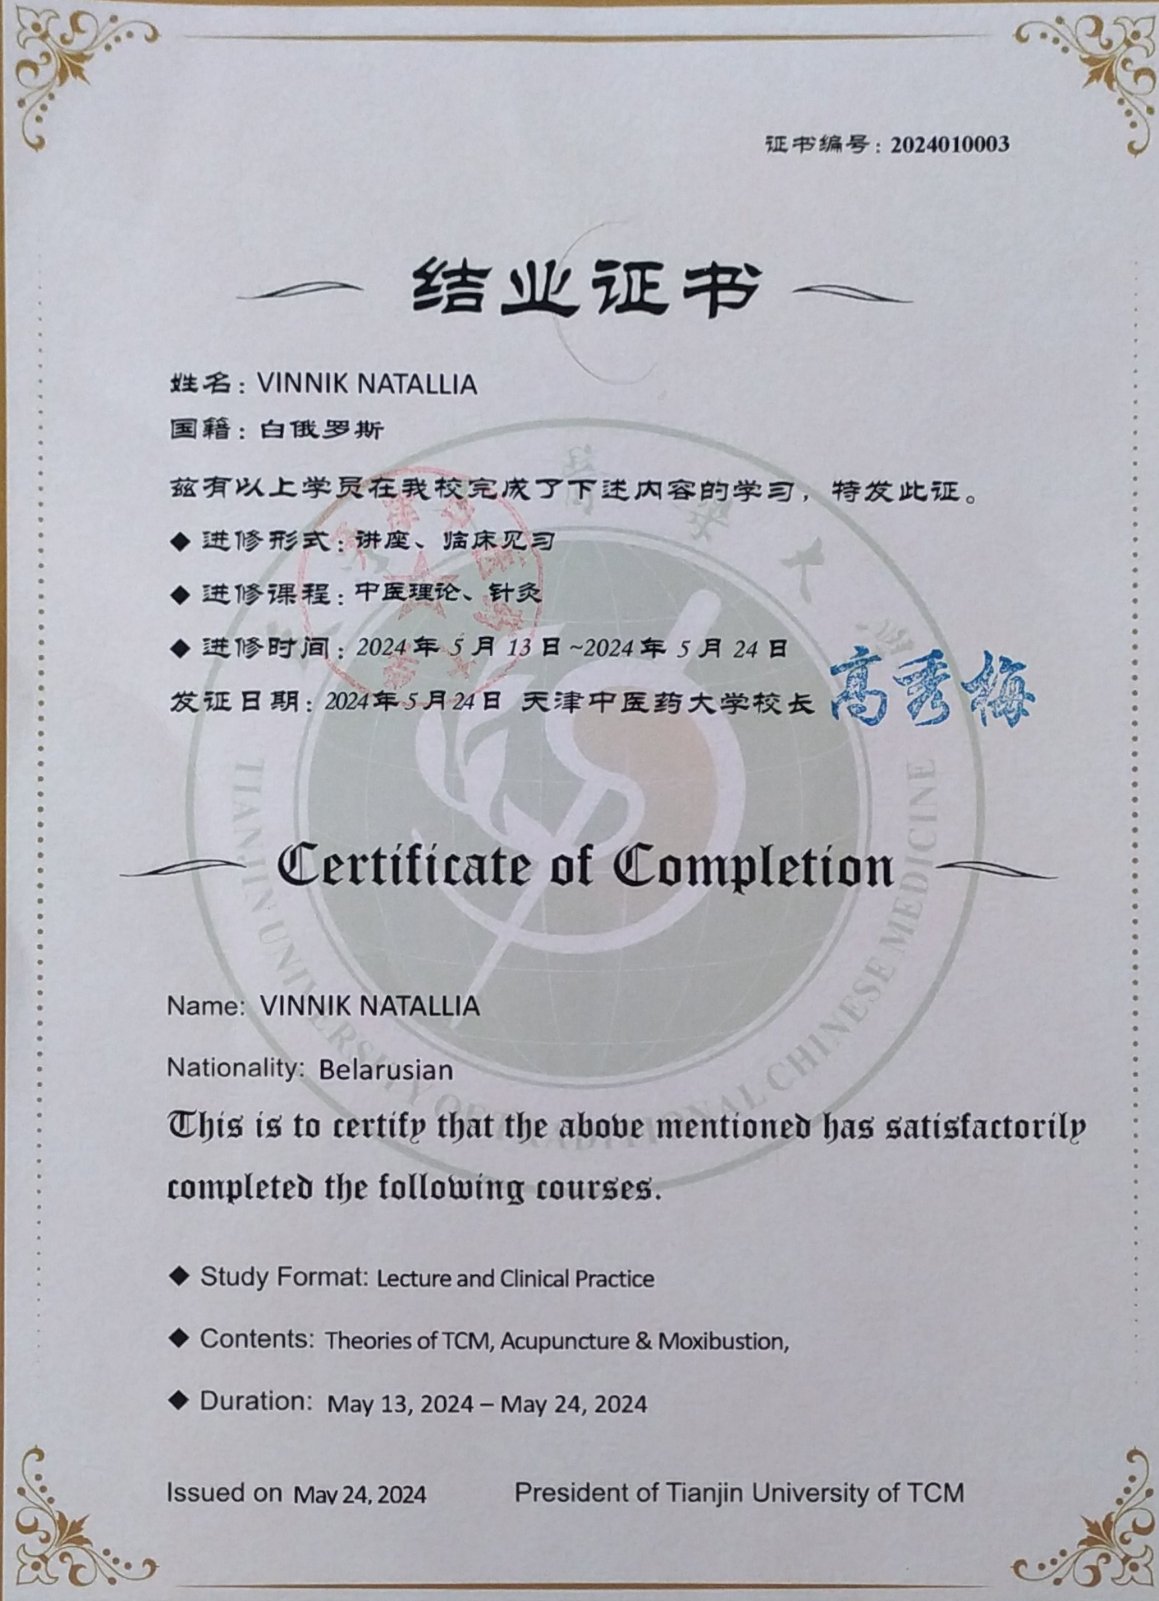 证书编号：2024010003
结业证书
姓名：VINNIK NATALLIA
国籍：白俄罗斯
兹有以上学员在我校完成了下述内容的学习，特发此证。
◆ 进修形式：讲座、临床见习
◆ 进修课程：中医理论、针灸
◆ 进修时间：2024年 5 月 13 日~2024年 5 月 24 日
发证日期：2024年5月24日 天津中医药大学校长 高秀梅
Certificate of Completion
Name: VINNIK NATALLIA
Nationality: Belarusian
This is to certify that the above mentioned has satisfactorily
completed the following courses.
◆ Study Format: Lecture and Clinical Practice
◆ Contents: Theories of TCM, Acupuncture & Moxibustion,
◆ Duration: May 13, 2024 – May 24, 2024
Issued on May 24, 2024 President of Tianjin University of TCM
TIANJIN UNIVERSITY OF TRADITIONAL CHINESE MEDICINE